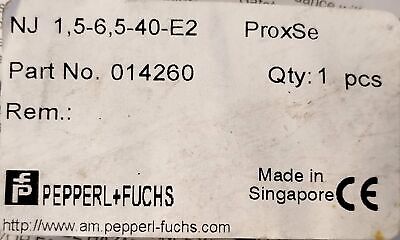 NJ 1,5-6,5-40-E2 ProxSe
Part No. 014260 Qty: 1 pcs
Rem.:
PEPPERL+FUCHS
Made in
Singapore CE
http://www.am.pepperl-fuchs.com